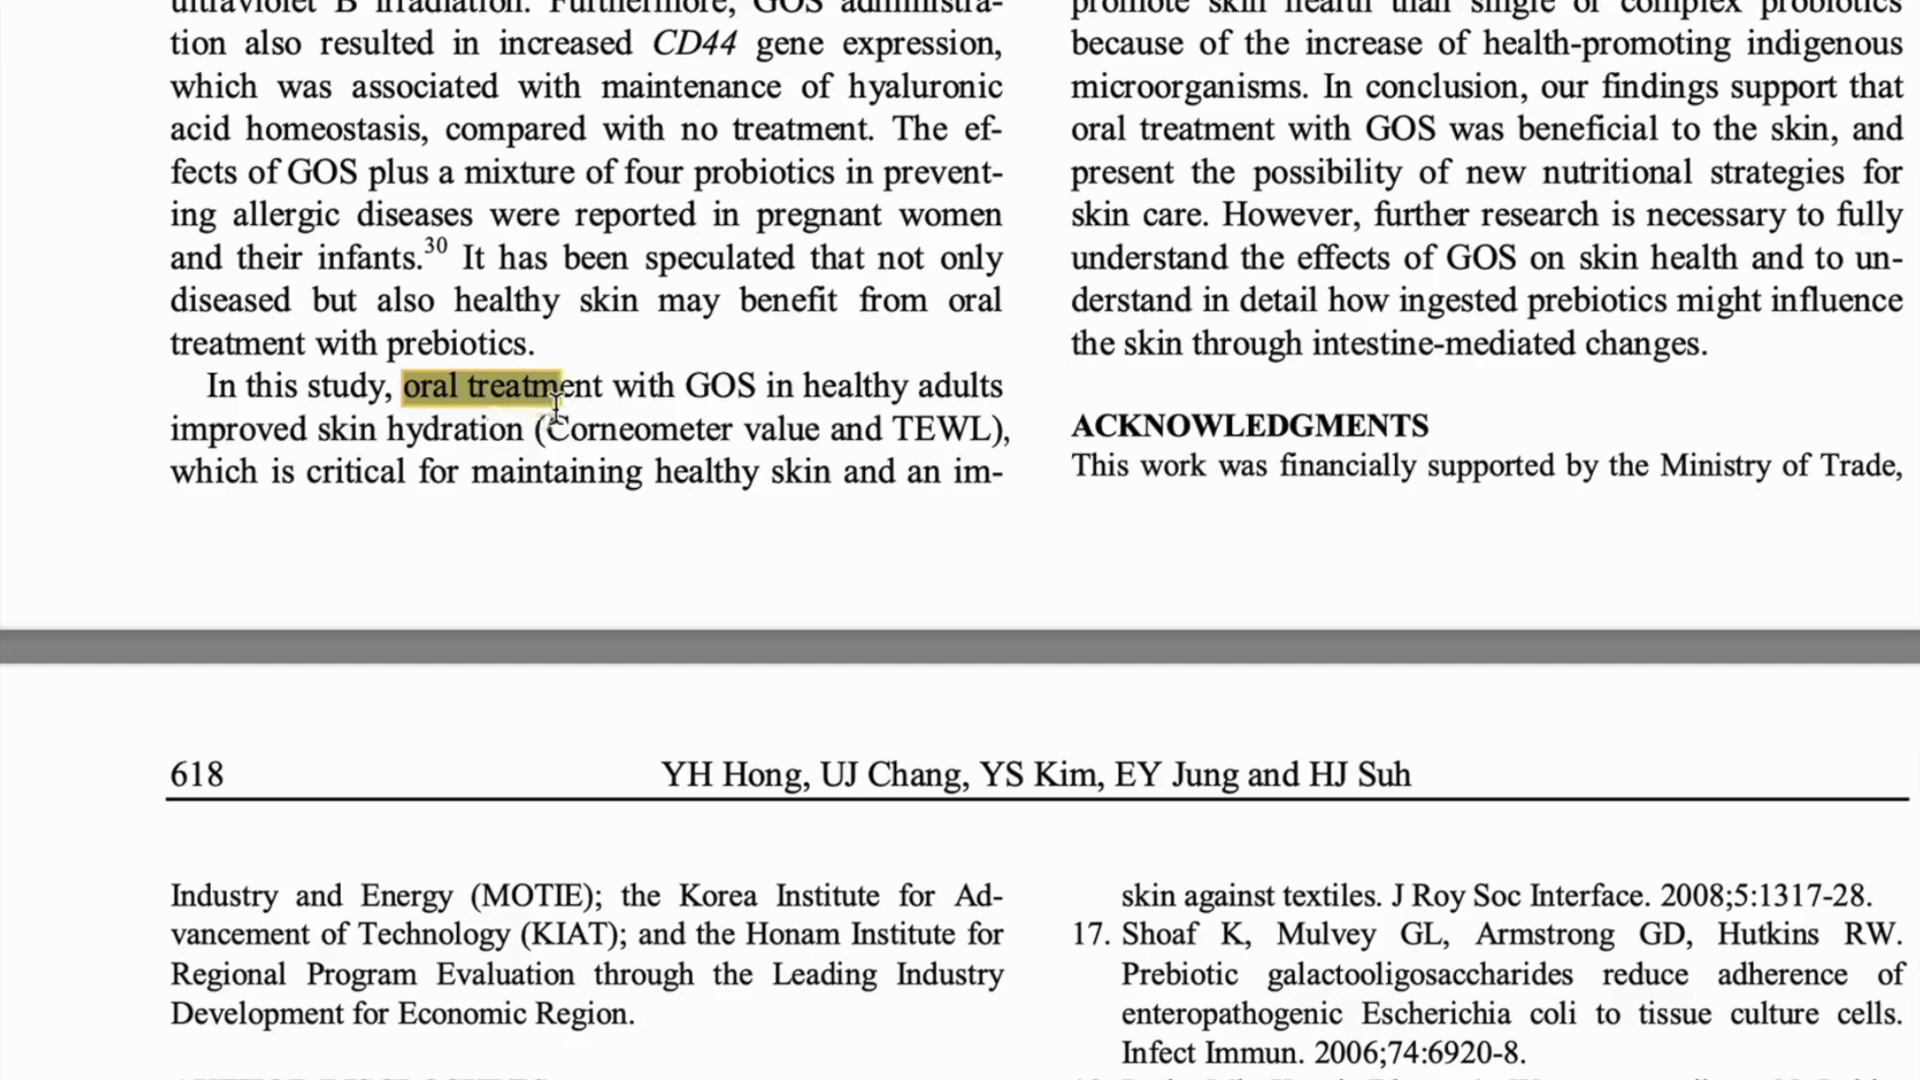 ultraviolet B irradiation. Furthermore, GOS administra-
tion also resulted in increased CD44 gene expression,
which was associated with maintenance of hyaluronic
acid homeostasis, compared with no treatment. The ef-
fects of GOS plus a mixture of four probiotics in prevent-
ing allergic diseases were reported in pregnant women
and their infants.30 It has been speculated that not only
diseased but also healthy skin may benefit from oral
treatment with prebiotics.
In this study, oral treatment with GOS in healthy adults
improved skin hydration (Corneometer value and TEWL),
which is critical for maintaining healthy skin and an im-
promote skin health than single or complex probiotics
because of the increase of health-promoting indigenous
microorganisms. In conclusion, our findings support that
oral treatment with GOS was beneficial to the skin, and
present the possibility of new nutritional strategies for
skin care. However, further research is necessary to fully
understand the effects of GOS on skin health and to un-
derstand in detail how ingested prebiotics might influence
the skin through intestine-mediated changes.
ACKNOWLEDGMENTS
This work was financially supported by the Ministry of Trade,
618 YH Hong, UJ Chang, YS Kim, EY Jung and HJ Suh
Industry and Energy (MOTIE); the Korea Institute for Ad-
vancement of Technology (KIAT); and the Honam Institute for
Regional Program Evaluation through the Leading Industry
Development for Economic Region.
skin against textiles. J Roy Soc Interface. 2008;5:1317-28.
17. Shoaf K, Mulvey GL, Armstrong GD, Hutkins RW.
Prebiotic galactooligosaccharides reduce adherence of
enteropathogenic Escherichia coli to tissue culture cells.
Infect Immun. 2006;74:6920-8.